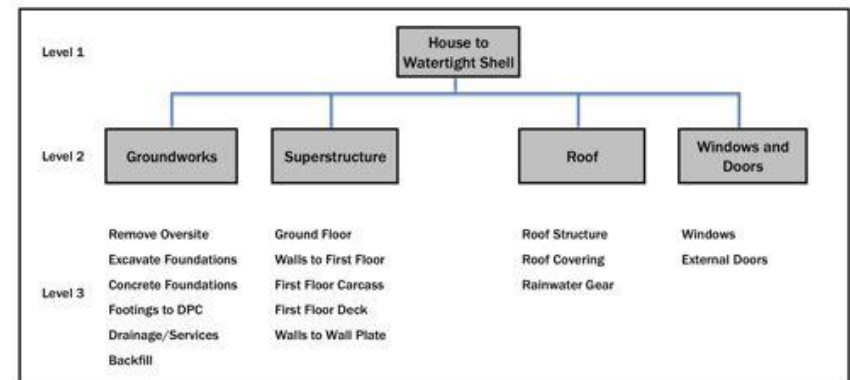 Level 1
House to
Watertight Shell
Level 2
Groundworks
Superstructure
Roof
Windows and
Doors
Level 3
Remove Oversite
Excavate Foundations
Concrete Foundations
Footings to DPC
Drainage/Services
Backfill
Ground Floor
Walls to First Floor
First Floor Carcass
First Floor Deck
Walls to Wall Plate
Roof Structure
Roof Covering
Rainwater Gear
Windows
External Doors